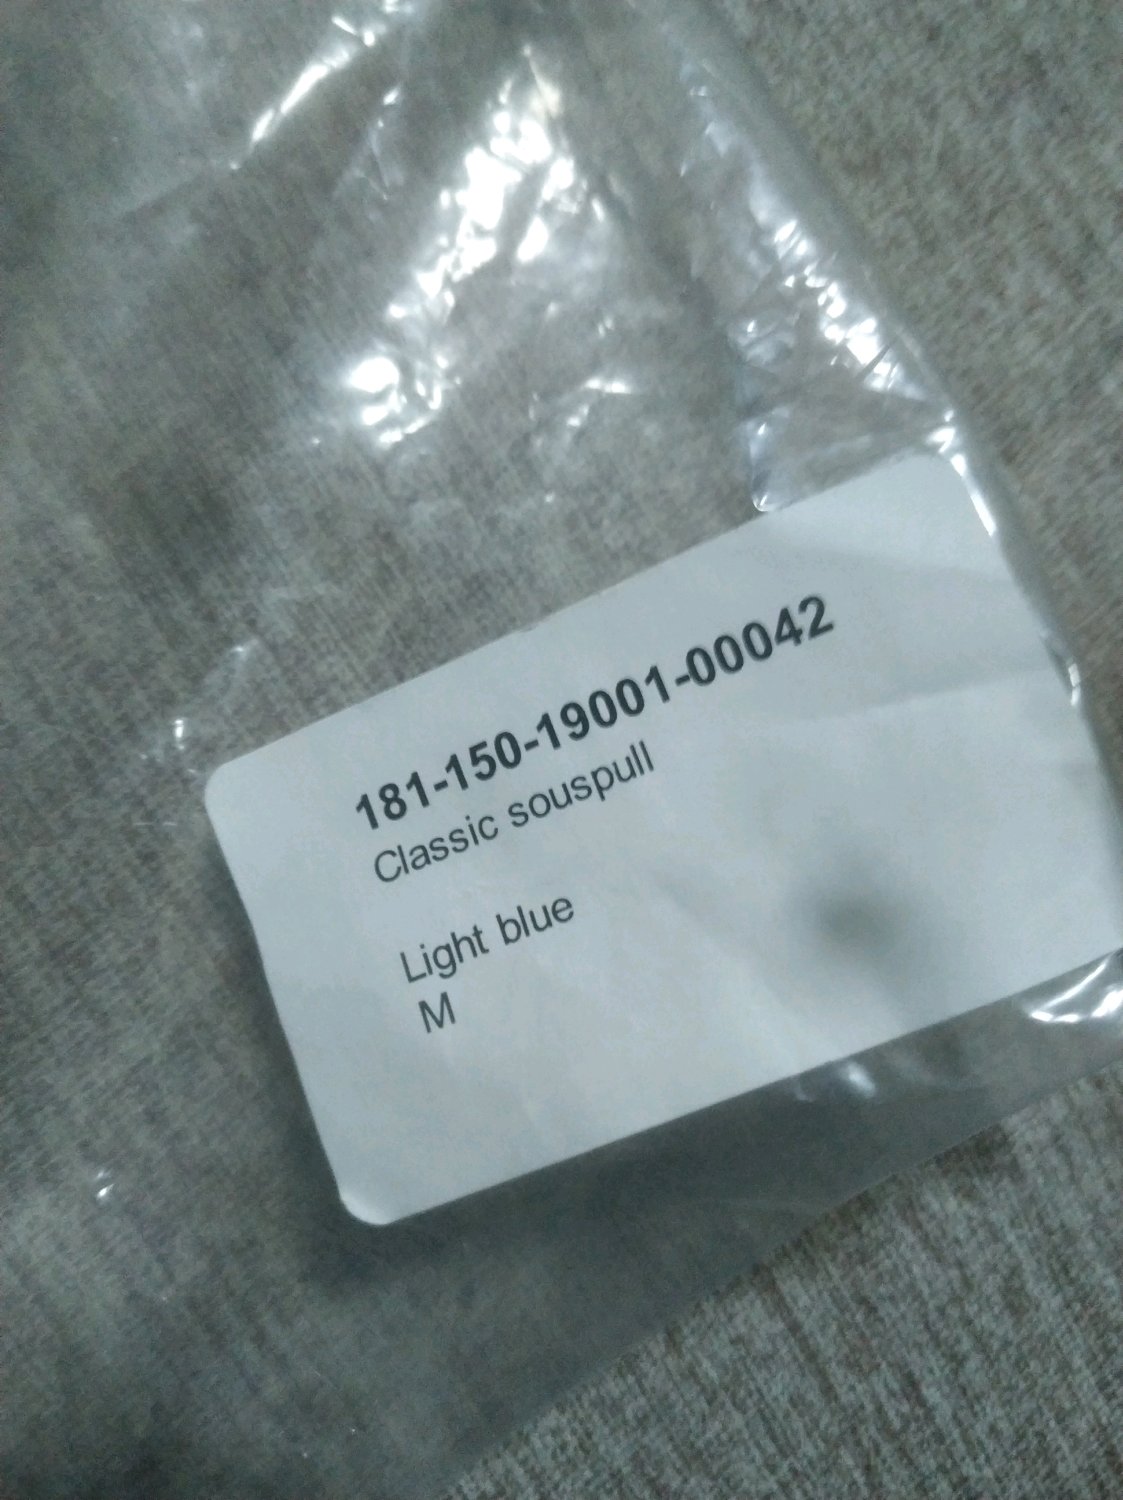 181-150-19001-00042
Classic souspull
Light blue
M